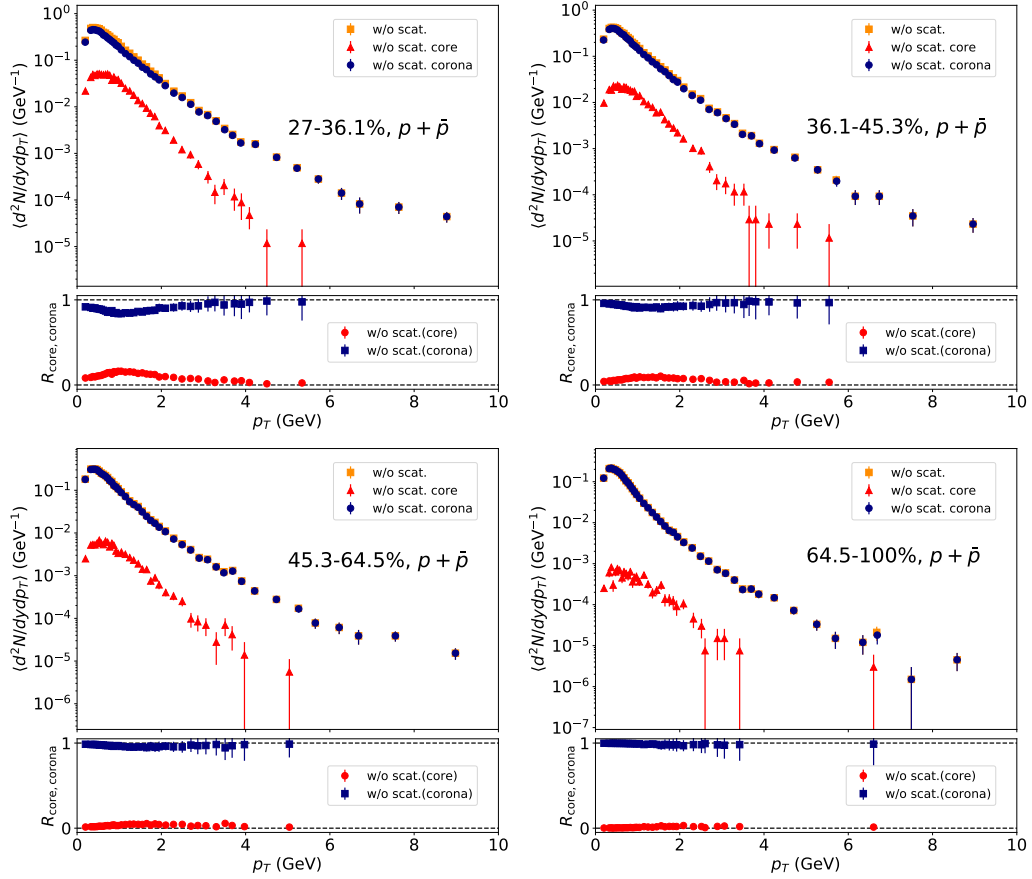 10⁰
10⁻¹
10⁻²
10⁻³
10⁻⁴
10⁻⁵
⟨d²N/dydp_T⟩ (GeV⁻¹)
w/o scat.
w/o scat. core
w/o scat. corona
27-36.1%, p + p̄
1
0
R_core, corona
w/o scat.(core)
w/o scat.(corona)
0 2 4 6 8 10
p_T (GeV)
10⁰
10⁻¹
10⁻²
10⁻³
10⁻⁴
10⁻⁵
⟨d²N/dydp_T⟩ (GeV⁻¹)
w/o scat.
w/o scat. core
w/o scat. corona
36.1-45.3%, p + p̄
1
0
R_core, corona
w/o scat.(core)
w/o scat.(corona)
0 2 4 6 8 10
p_T (GeV)
10⁻¹
10⁻²
10⁻³
10⁻⁴
10⁻⁵
10⁻⁶
⟨d²N/dydp_T⟩ (GeV⁻¹)
w/o scat.
w/o scat. core
w/o scat. corona
45.3-64.5%, p + p̄
1
0
R_core, corona
w/o scat.(core)
w/o scat.(corona)
0 2 4 6 8 10
p_T (GeV)
10⁻¹
10⁻²
10⁻³
10⁻⁴
10⁻⁵
10⁻⁶
10⁻⁷
⟨d²N/dydp_T⟩ (GeV⁻¹)
w/o scat.
w/o scat. core
w/o scat. corona
64.5-100%, p + p̄
1
0
R_core, corona
w/o scat.(core)
w/o scat.(corona)
0 2 4 6 8 10
p_T (GeV)